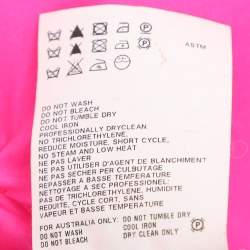 ASTM
DO NOT WASH
DO NOT BLEACH
DO NOT TUMBLE DRY
COOL IRON
PROFESSIONALLY DRYCLEAN
NO TRICHLORETHYLENE,
REDUCE MOISTURE, SHORT CYCLE,
NO STEAM AND LOW HEAT
NE PAS LAVER
NE PAS UTILISER D'AGENT DE BLANCHIMENT
NE PAS SECHER PAR CULBUTAGE
REPASSER A BASSE TEMPERATURE
NETTOYAGE A SEC PROFESSIONEL:
PAS DE TRICHLORETYLENE, HUMIDITE
REDUITE, CYCLE CORT, SANS
VAPEUR ET BASSE TEMPERATURE
FOR AUSTRALIA ONLY: DO NOT TUMBLE DRY
DO NOT WASH COOL IRON
DO NOT BLEACH DRY CLEAN ONLY